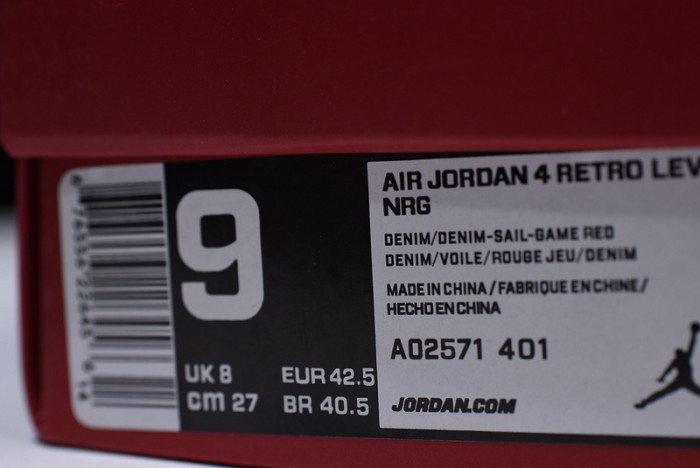 9
UK 8 EUR 42.5
cm 27 BR 40.5
AIR JORDAN 4 RETRO LEV
NRG
DENIM/DENIM-SAIL-GAME RED
DENIM/VOILE/ROUGE JEU/DENIM
MADE IN CHINA / FABRIQUE EN CHINE /
HECHO EN CHINA
AO2571 401
JORDAN.COM